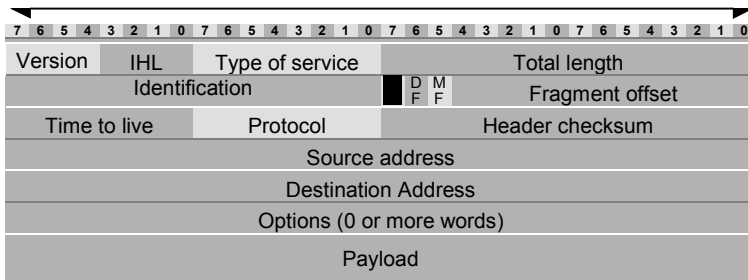 7 6 5 4 3 2 1 0 7 6 5 4 3 2 1 0 7 6 5 4 3 2 1 0 7 6 5 4 3 2 1 0
Version IHL Type of service Total length
Identification DF MF Fragment offset
Time to live Protocol Header checksum
Source address
Destination Address
Options (0 or more words)
Payload